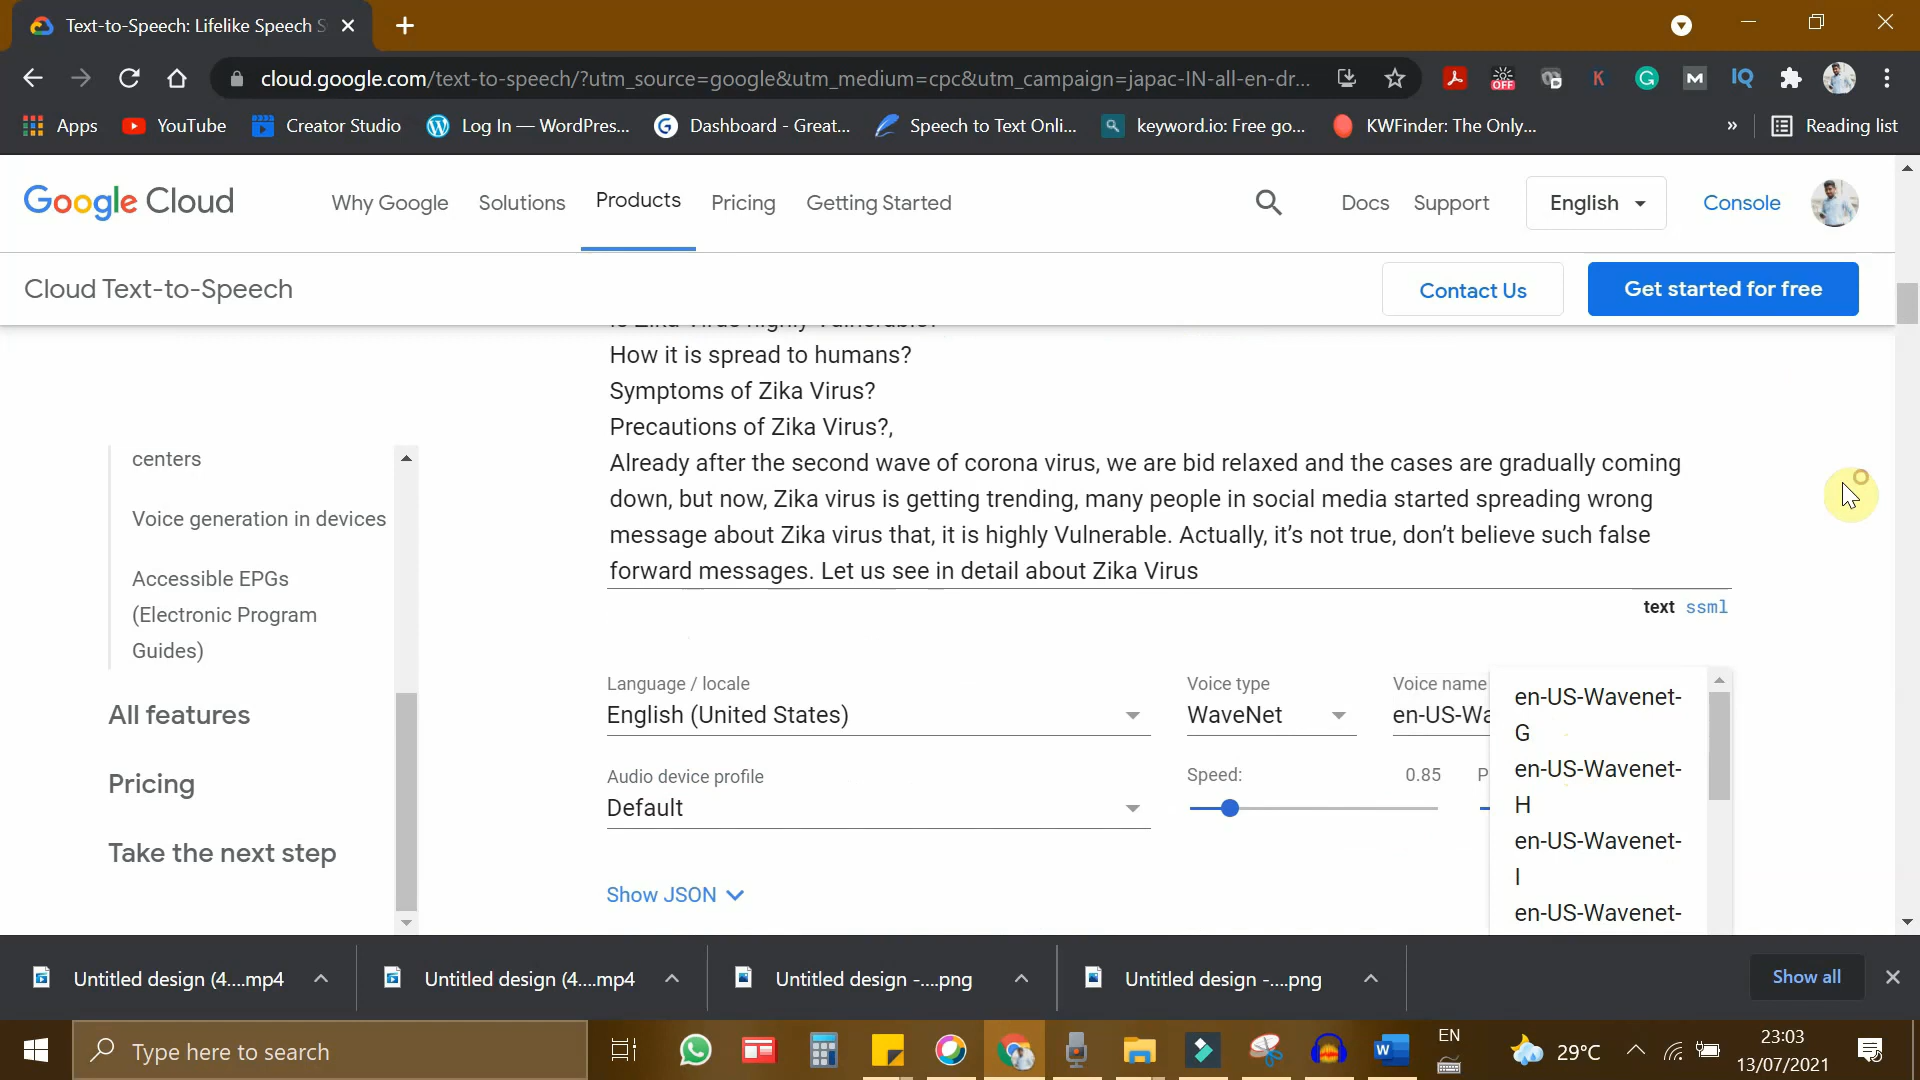 Text-to-Speech: Lifelike Speech S
cloud.google.com/text-to-speech/?utm_source=google&utm_medium=cpc&utm_campaign=japac-IN-all-en-dr...
OFF
K
G
M
IQ
Apps
YouTube
Creator Studio
Log In — WordPres...
Dashboard - Great...
Speech to Text Onli...
keyword.io: Free go...
KWFinder: The Only...
»
Reading list
Google Cloud
Why Google
Solutions
Products
Pricing
Getting Started
Docs
Support
English
Console
Cloud Text-to-Speech
Contact Us
Get started for free
Is Zika Virus highly Vulnerable?
How it is spread to humans?
Symptoms of Zika Virus?
Precautions of Zika Virus?,
Already after the second wave of corona virus, we are bid relaxed and the cases are gradually coming
down, but now, Zika virus is getting trending, many people in social media started spreading wrong
message about Zika virus that, it is highly Vulnerable. Actually, it’s not true, don’t believe such false
forward messages. Let us see in detail about Zika Virus
text ssml
centers
Voice generation in devices
Accessible EPGs
(Electronic Program
Guides)
All features
Pricing
Take the next step
Language / locale
English (United States)
Voice type
WaveNet
Voice name
en-US-Wa
en-US-Wavenet-
G
en-US-Wavenet-
H
en-US-Wavenet-
I
en-US-Wavenet-
Audio device profile
Default
Speed:
0.85
P
Show JSON
Untitled design (4....mp4
Untitled design (4....mp4
Untitled design -....png
Untitled design -....png
Show all
Type here to search
W
EN
29°C
23:03
13/07/2021